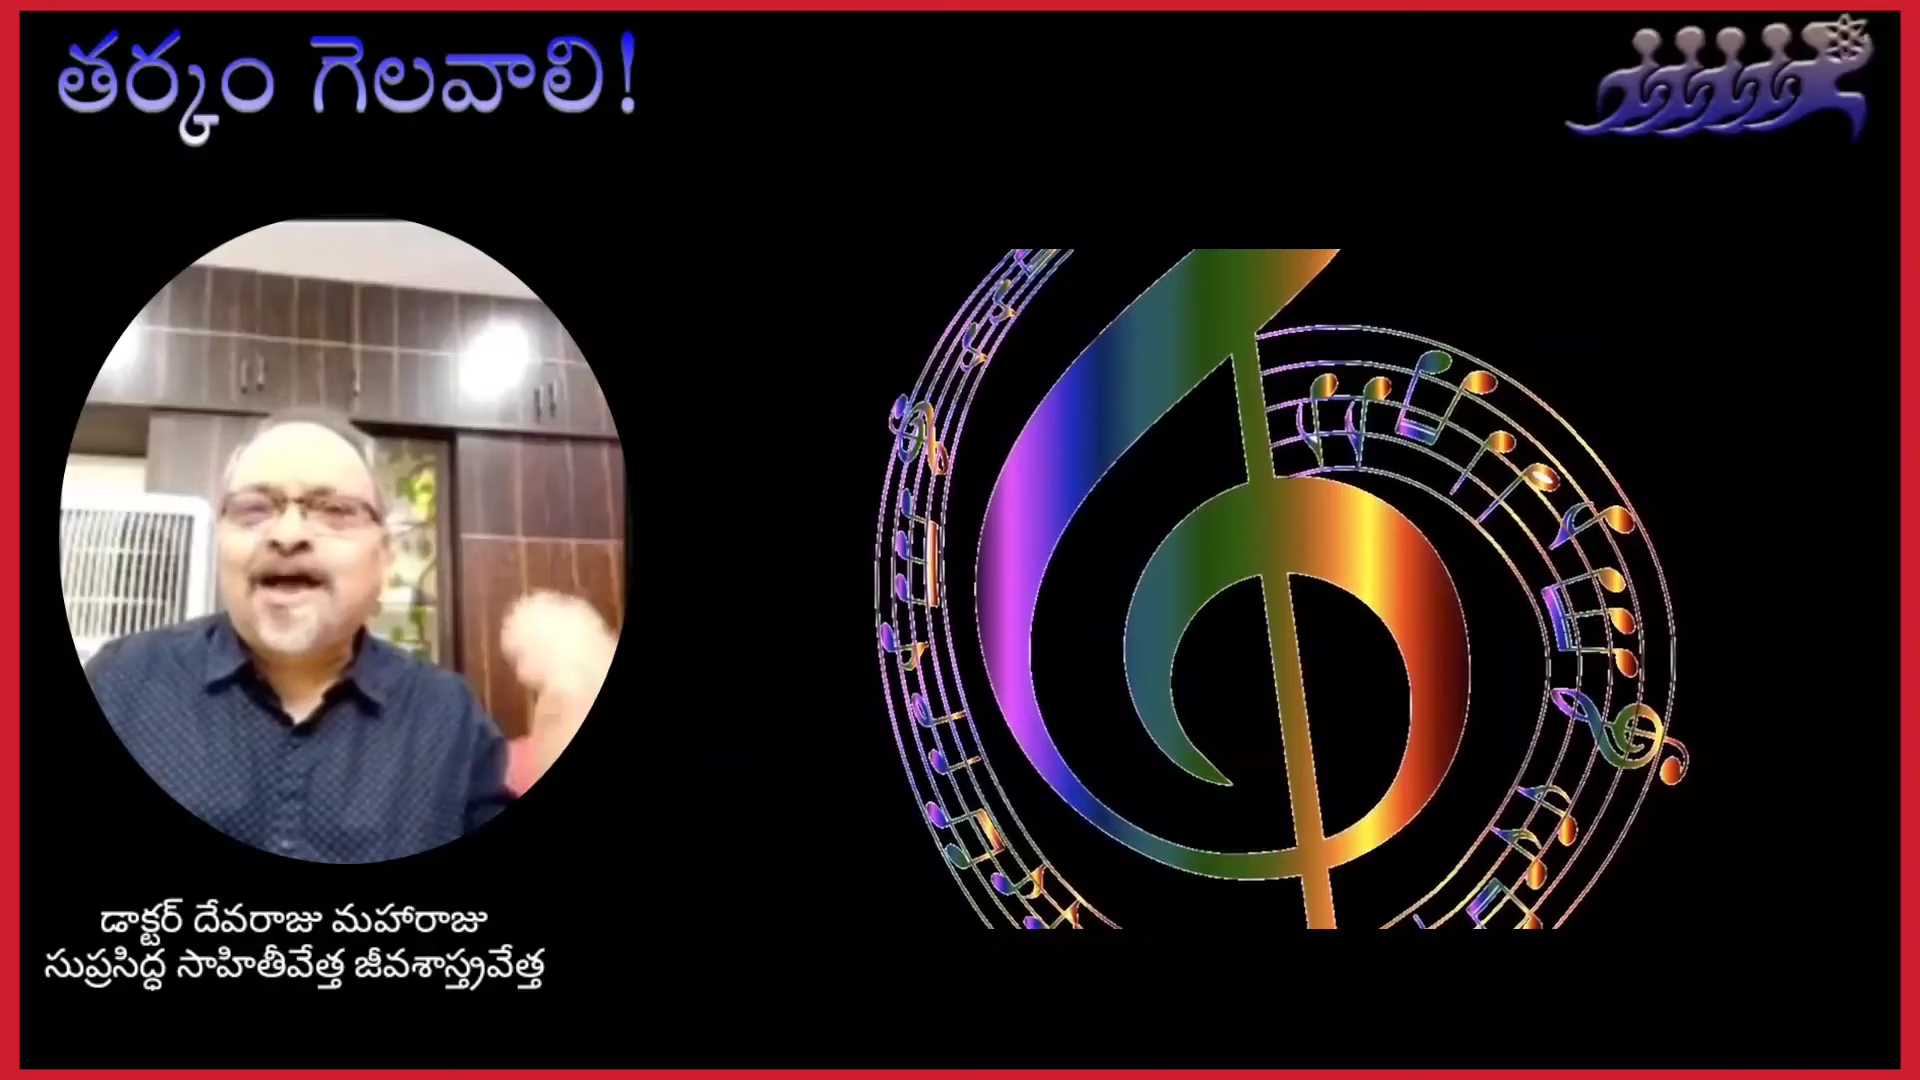 తర్కం గెలవాలి!
డాక్టర్ దేవరాజు మహారాజు
సుప్రసిద్ధ సాహితీవేత్త జీవశాస్త్రవేత్త